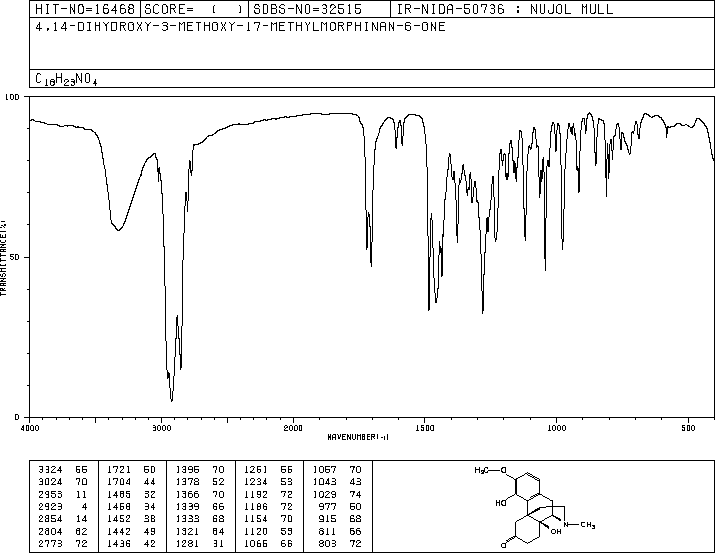 HIT-NO=16468 SCORE= ( ) SDBS-NO=32515 IR-NIDA-50736 : NUJOL MULL
4,14-DIHYDROXY-3-METHOXY-17-METHYLMORPHINAN-6-ONE
C18H23NO4
100
50
0
TRANSMITTANCE(%)
4000 3000 2000 1500 1000 500
WAVENUMBER(-1)
3324 66 1721 50 1396 70 1261 56 1057 70
3024 70 1704 44 1378 52 1234 53 1043 43
2953 11 1485 32 1366 70 1192 72 1029 74
2923 4 1458 34 1339 66 1186 72 977 50
2854 14 1452 38 1333 68 1154 70 915 68
2804 62 1442 49 1321 64 1120 53 811 66
2773 72 1436 42 1281 31 1066 66 803 72
H3C O
HO
N CH3
OH
O